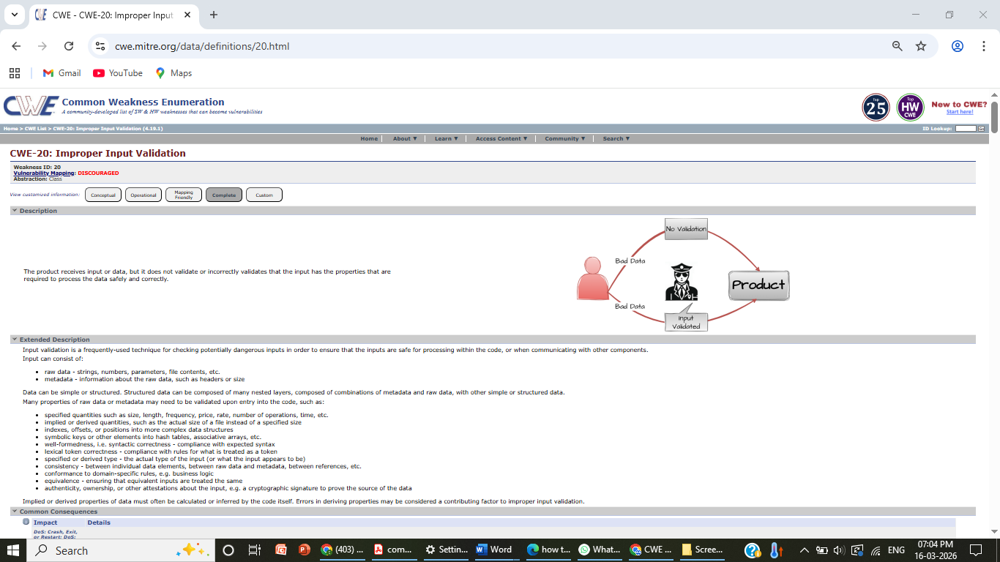 CWE - CWE-20: Improper Input
cwe.mitre.org/data/definitions/20.html
Gmail
YouTube
Maps
CWE
Common Weakness Enumeration
A community-developed list of SW & HW weaknesses that can become vulnerabilities
Top 25
Top HW CWE
New to CWE?
Start here!
Home > CWE List > CWE-20: Improper Input Validation (4.19.1)
ID Lookup: Go
Home | About ▼ | Learn ▼ | Access Content ▼ | Community ▼ | Search ▼
CWE-20: Improper Input Validation
Weakness ID: 20
Vulnerability Mapping: DISCOURAGED
Abstraction: Class
View customized information:
Conceptual
Operational
Mapping Friendly
Complete
Custom
Description
The product receives input or data, but it does not validate or incorrectly validates that the input has the properties that are
required to process the data safely and correctly.
No Validation
Bad Data
Product
Bad Data
Input
Validated
Extended Description
Input validation is a frequently-used technique for checking potentially dangerous inputs in order to ensure that the inputs are safe for processing within the code, or when communicating with other components.
Input can consist of:
• raw data - strings, numbers, parameters, file contents, etc.
• metadata - information about the raw data, such as headers or size
Data can be simple or structured. Structured data can be composed of many nested layers, composed of combinations of metadata and raw data, with other simple or structured data.
Many properties of raw data or metadata may need to be validated upon entry into the code, such as:
• specified quantities such as size, length, frequency, price, rate, number of operations, time, etc.
• implied or derived quantities, such as the actual size of a file instead of a specified size
• indexes, offsets, or positions into more complex data structures
• symbolic keys or other elements into hash tables, associative arrays, etc.
• well-formedness, i.e. syntactic correctness - compliance with expected syntax
• lexical token correctness - compliance with rules for what is treated as a token
• specified or derived type - the actual type of the input (or what the input appears to be)
• consistency - between individual data elements, between raw data and metadata, between references, etc.
• conformance to domain-specific rules, e.g. business logic
• equivalence - ensuring that equivalent inputs are treated the same
• authenticity, ownership, or other attestations about the input, e.g. a cryptographic signature to prove the source of the data
Implied or derived properties of data must often be calculated or inferred by the code itself. Errors in deriving properties may be considered a contributing factor to improper input validation.
Common Consequences
Impact Details
DoS: Crash, Exit,
or Restart; DoS:
Search
(403) ...
com...
Settin...
Word
how t...
What...
CWE ...
Scree...
ENG
07:04 PM
16-03-2026